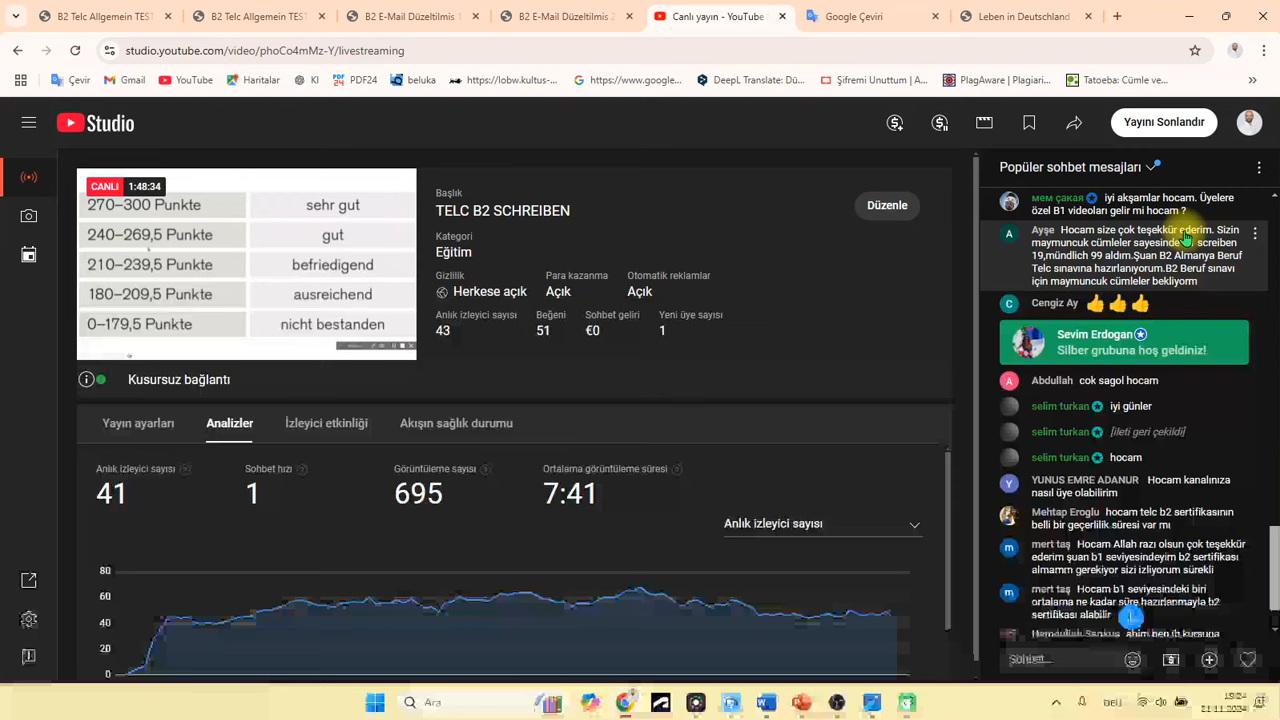 B2 Telc Allgemein TEST
B2 Telc Allgemein TEST
B2 E-Mail Düzeltilmiş 1
B2 E-Mail Düzeltilmiş 2
Canlı yayın - YouTube
Google Çeviri
Leben in Deutschland
studio.youtube.com/video/phoCo4mMz-Y/livestreaming
Çevir
Gmail
YouTube
Haritalar
KI
PDF24
beluka
https://lobw.kultus-...
https://www.google...
DeepL Translate: Dü...
Şifremi Unuttum | A...
PlagAware | Plagiari...
Tatoeba: Cümle ve...
Studio
Yayını Sonlandır
CANLI 1:48:34
270–300 Punkte sehr gut
240–269,5 Punkte gut
210–239,5 Punkte befriedigend
180–209,5 Punkte ausreichend
0–179,5 Punkte nicht bestanden
Başlık
TELC B2 SCHREIBEN
Düzenle
Kategori
Eğitim
Gizlilik Para kazanma Otomatik reklamlar
Herkese açık Açık Açık
Anlık izleyici sayısı Beğeni Sohbet geliri Yeni üye sayısı
43 51 €0 1
Kusursuz bağlantı
Yayın ayarları Analizler İzleyici etkinliği Akışın sağlık durumu
Anlık izleyici sayısı Sohbet hızı Görüntüleme sayısı Ortalama görüntüleme süresi
41 1 695 7:41
Anlık izleyici sayısı
80
60
40
20
0
Popüler sohbet mesajları
мем çакая iyi akşamlar hocam. Üyelere
özel B1 videoları gelir mi hocam ?
Ayşe Hocam size çok teşekkür ederim. Sizin
maymuncuk cümleler sayesinde screiben
19,mündlich 99 aldım.Şuan B2 Almanya Beruf
Telc sınavına hazırlanıyorum.B2 Beruf sınavı
için maymuncuk cümleler bekliyorm
Cengiz Ay 👍👍👍
Sevim Erdogan
Silber grubuna hoş geldiniz!
Abdullah cok sagol hocam
selim turkan iyi günler
selim turkan [ileti geri çekildi]
selim turkan hocam
YUNUS EMRE ADANUR Hocam kanalınıza
nasıl üye olabilirim
Mehtap Eroglu hocam telc b2 sertifikasının
belli bir geçerlilik süresi var mı
mert taş Hocam Allah razı olsun çok teşekkür
ederim şuan b1 seviyesindeyim b2 sertifikası
almamm gerekiyor sizi izliyorum sürekli
mert taş Hocam b1 seviyesindeki biri
ortalama ne kadar süre hazırlanmayla b2
sertifikası alabilir
Sohbet...
Ara
21.11.2024